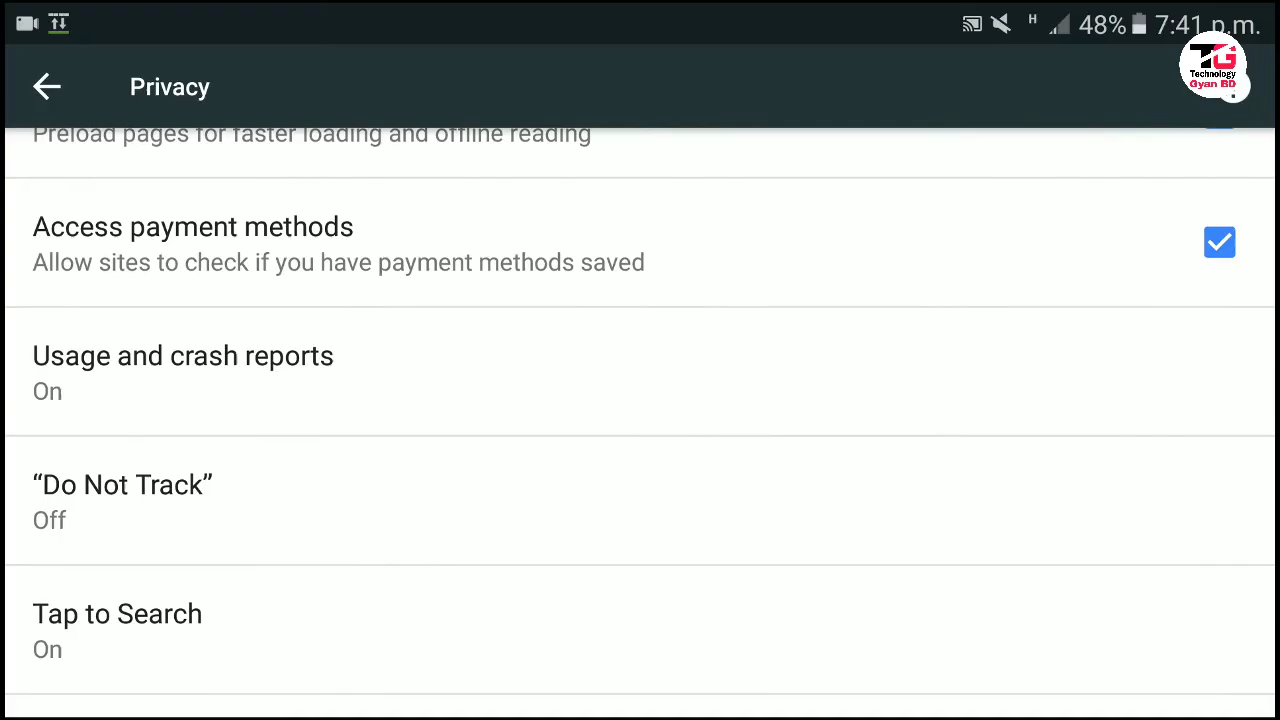 H 48% 7:41 p.m.
TG
Technology
Gyan BD
Privacy
Preload pages for faster loading and offline reading
Access payment methods
Allow sites to check if you have payment methods saved
Usage and crash reports
On
“Do Not Track”
Off
Tap to Search
On